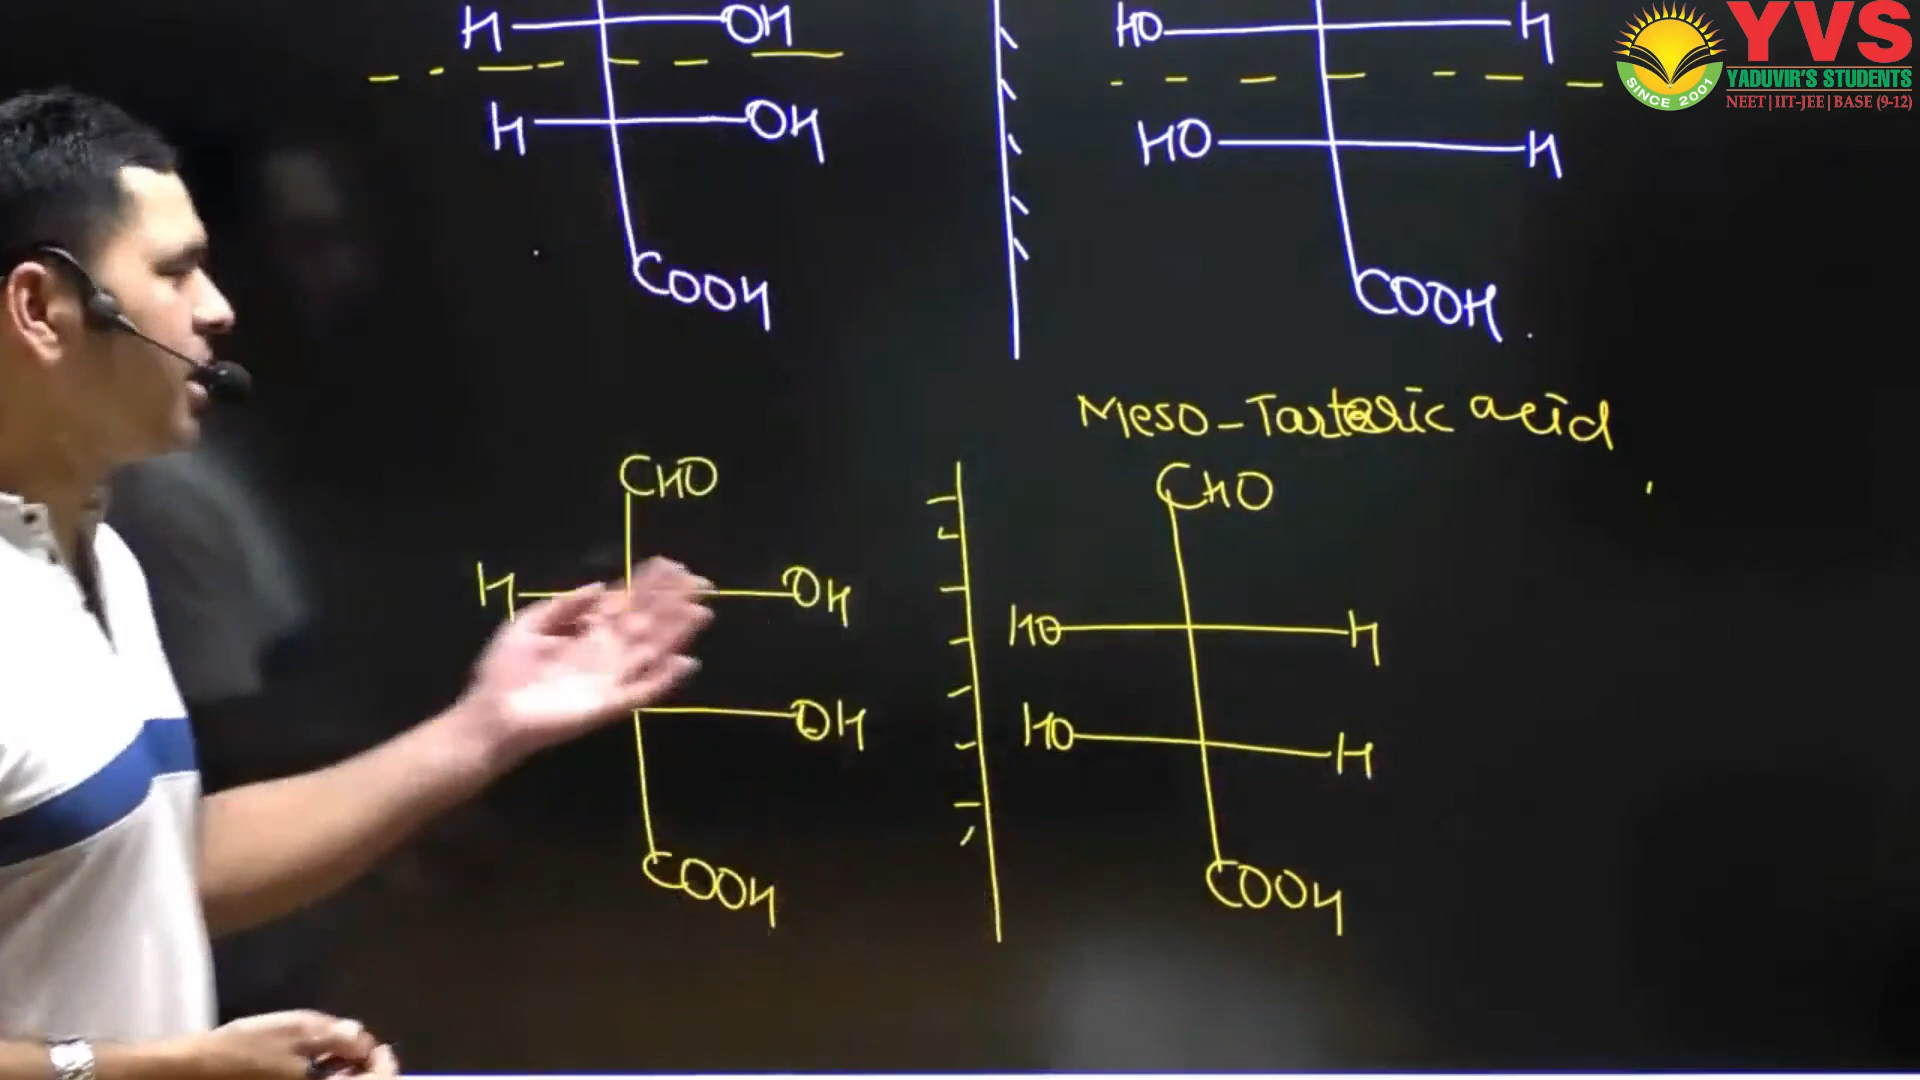 H OH
HO H
YVS
YADUVIR'S STUDENTS
NEET | IIT-JEE | BASE (9-12)
SINCE 2001
H OH
HO H
COOH
COOH
Meso-Tartaric acid
CHO
CHO
H OH
HO H
OH
HO H
COOH
COOH